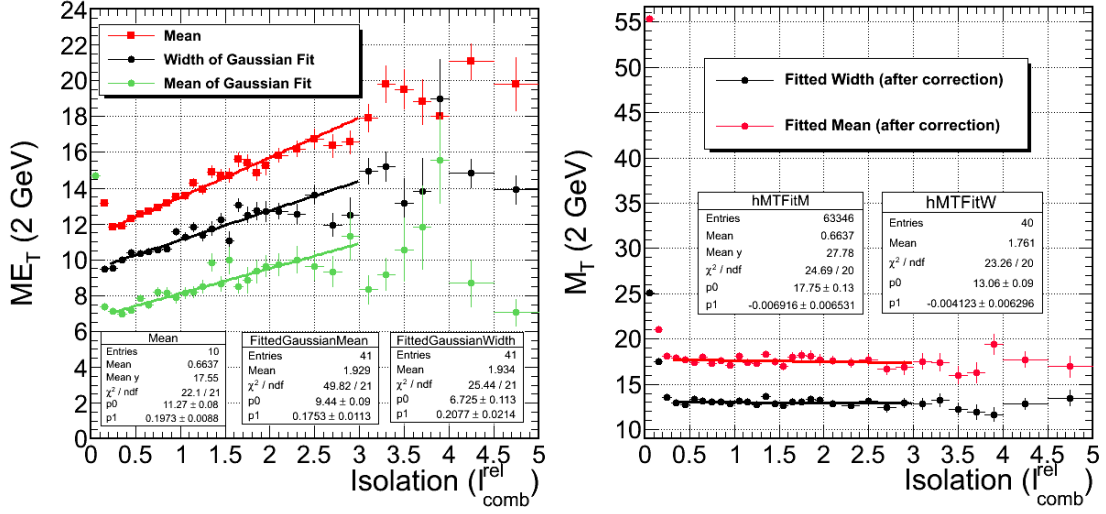 24
22
20
18
16
14
12
10
8
6
4
2
0
ME_T (2 GeV)
Mean
Width of Gaussian Fit
Mean of Gaussian Fit
Mean
Entries 10
Mean 0.6637
Mean y 17.55
χ² / ndf 22.1 / 21
p0 11.27 ± 0.08
p1 0.1973 ± 0.0088
FittedGaussianMean
Entries 41
Mean 1.929
χ² / ndf 49.82 / 21
p0 9.44 ± 0.09
p1 0.1753 ± 0.0113
FittedGaussianWidth
Entries 41
Mean 1.934
χ² / ndf 25.44 / 21
p0 6.725 ± 0.113
p1 0.2077 ± 0.0214
0 0.5 1 1.5 2 2.5 3 3.5 4 4.5 5
Isolation (I^rel_comb)
55
50
45
40
35
30
25
20
15
10
M_T (2 GeV)
Fitted Width (after correction)
Fitted Mean (after correction)
hMTFitM
Entries 63346
Mean 0.6637
Mean y 27.78
χ² / ndf 24.69 / 20
p0 17.75 ± 0.13
p1 -0.006916 ± 0.006531
hMTFitW
Entries 40
Mean 1.761
χ² / ndf 23.26 / 20
p0 13.06 ± 0.09
p1 -0.004123 ± 0.006296
0 0.5 1 1.5 2 2.5 3 3.5 4 4.5 5
Isolation (I^rel_comb)